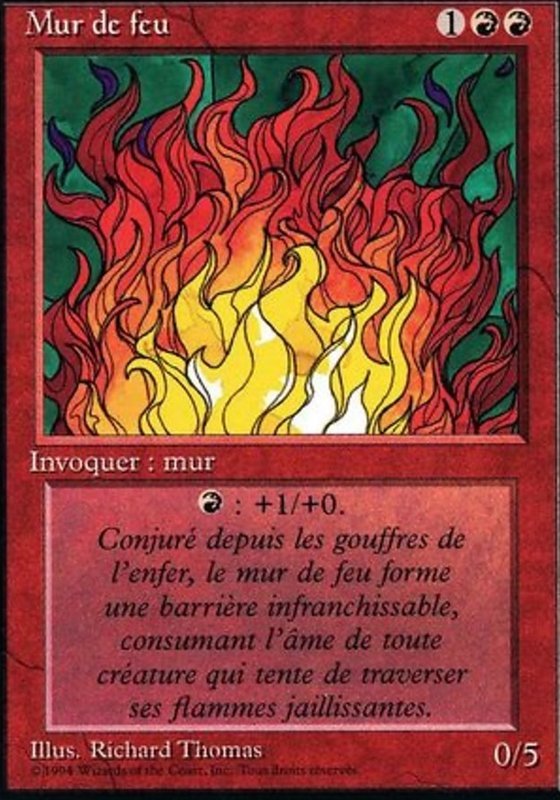 Mur de feu 1
Invoquer : mur
: +1/+0.
Conjuré depuis les gouffres de
l'enfer, le mur de feu forme
une barrière infranchissable,
consumant l'âme de toute
créature qui tente de traverser
ses flammes jaillissantes.
Illus. Richard Thomas
0/5
© 1994 Wizards of the Coast, Inc. Tous droits réservés.